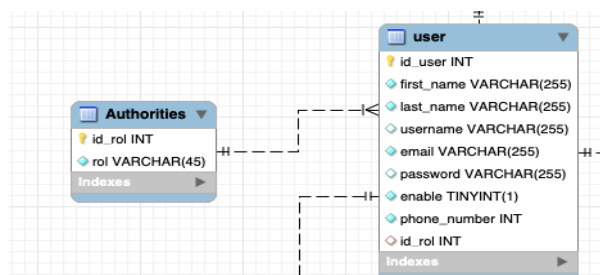 Authorities
id_rol INT
rol VARCHAR(45)
Indexes
user
id_user INT
first_name VARCHAR(255)
last_name VARCHAR(255)
username VARCHAR(255)
email VARCHAR(255)
password VARCHAR(255)
enable TINYINT(1)
phone_number INT
id_rol INT
Indexes